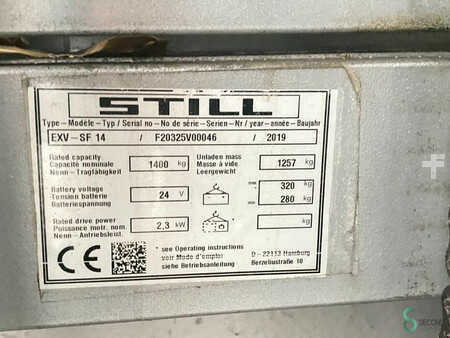 STILL
Type – Modèle – Typ / Serial no – No de série – Serien – Nr / year – année – Baujahr
EXV – SF 14 / F20325V00046 / 2019
Rated capacity
Capacité nominale 1400 kg
Nenn – Tragfähigkeit
Unladen mass
Masse à vide 1257 kg
Leergewicht
Battery voltage
Tension batterie 24 V
Batteriespannung
max 320 kg
min 280 kg
Rated drive power
Puissance motr. nom. 2,3 kW
Nenn – Antriebsleist.
kg
CE
* see Operating instructions
voir Mode d'emploi
siehe Betriebsanleitung
D – 22113 Hamburg
Berzeliusstraße 10